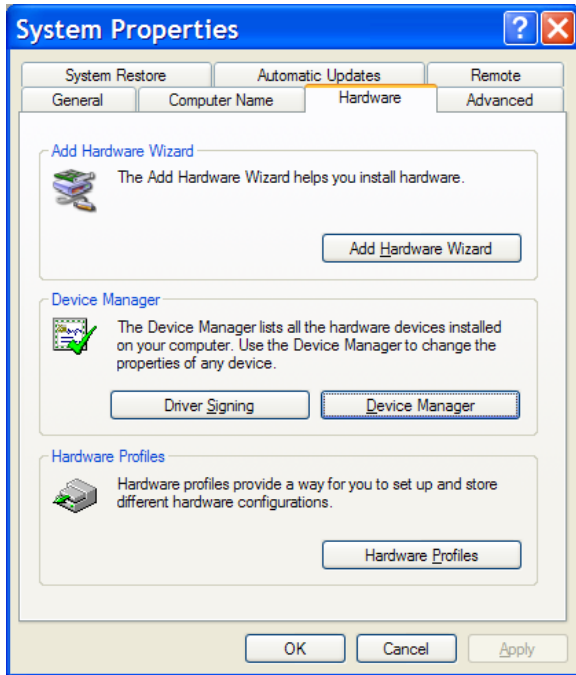 System Properties
?
System Restore Automatic Updates Remote
General Computer Name Hardware Advanced
Add Hardware Wizard
The Add Hardware Wizard helps you install hardware.
Add Hardware Wizard
Device Manager
The Device Manager lists all the hardware devices installed
on your computer. Use the Device Manager to change the
properties of any device.
Driver Signing Device Manager
Hardware Profiles
Hardware profiles provide a way for you to set up and store
different hardware configurations.
Hardware Profiles
OK Cancel Apply